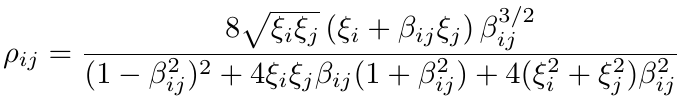 \rho_{ij} = \frac{8\sqrt{\xi_i \xi_j}\,(\xi_i + \beta_{ij}\xi_j)\,\beta_{ij}^{3/2}}{(1-\beta_{ij}^2)^2 + 4\xi_i\xi_j\beta_{ij}(1+\beta_{ij}^2) + 4(\xi_i^2 + \xi_j^2)\beta_{ij}^2}